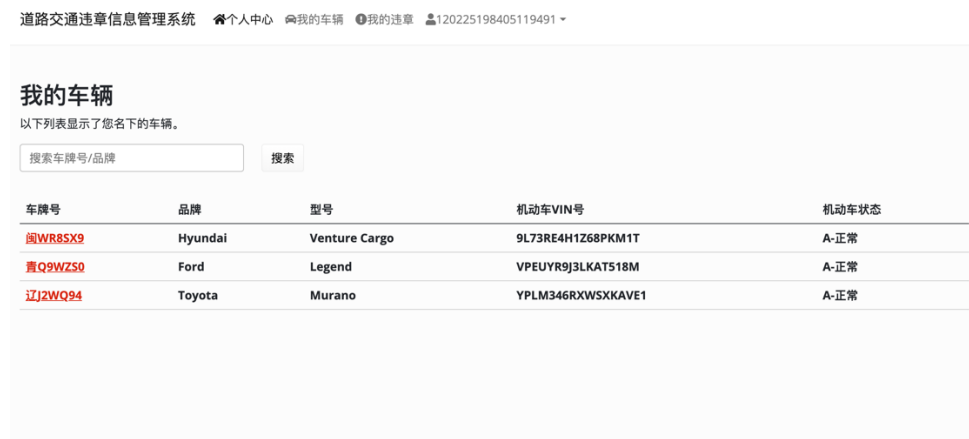 道路交通违章信息管理系统 个人中心 我的车辆 我的违章 120225198405119491
我的车辆
以下列表显示了您名下的车辆。
搜索车牌号/品牌 搜索
车牌号 品牌 型号 机动车VIN号 机动车状态
闽WR8SX9 Hyundai Venture Cargo 9L73RE4H1Z68PKM1T A-正常
青Q9WZS0 Ford Legend VPEUYR9J3LKAT518M A-正常
辽J2WQ94 Toyota Murano YPLM346RXWSXKAVE1 A-正常